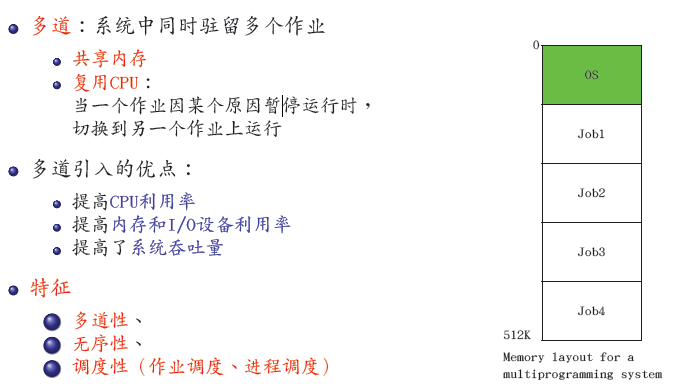 多道：系统中同时驻留多个作业
共享内存
复用CPU：
当一个作业因某个原因暂停运行时，
切换到另一个作业上运行
多道引入的优点：
提高CPU利用率
提高内存和I/O设备利用率
提高了系统吞吐量
特征
多道性、
无序性、
调度性（作业调度、进程调度）
0
OS
Job1
Job2
Job3
Job4
512K
Memory layout for a
multiprogramming system